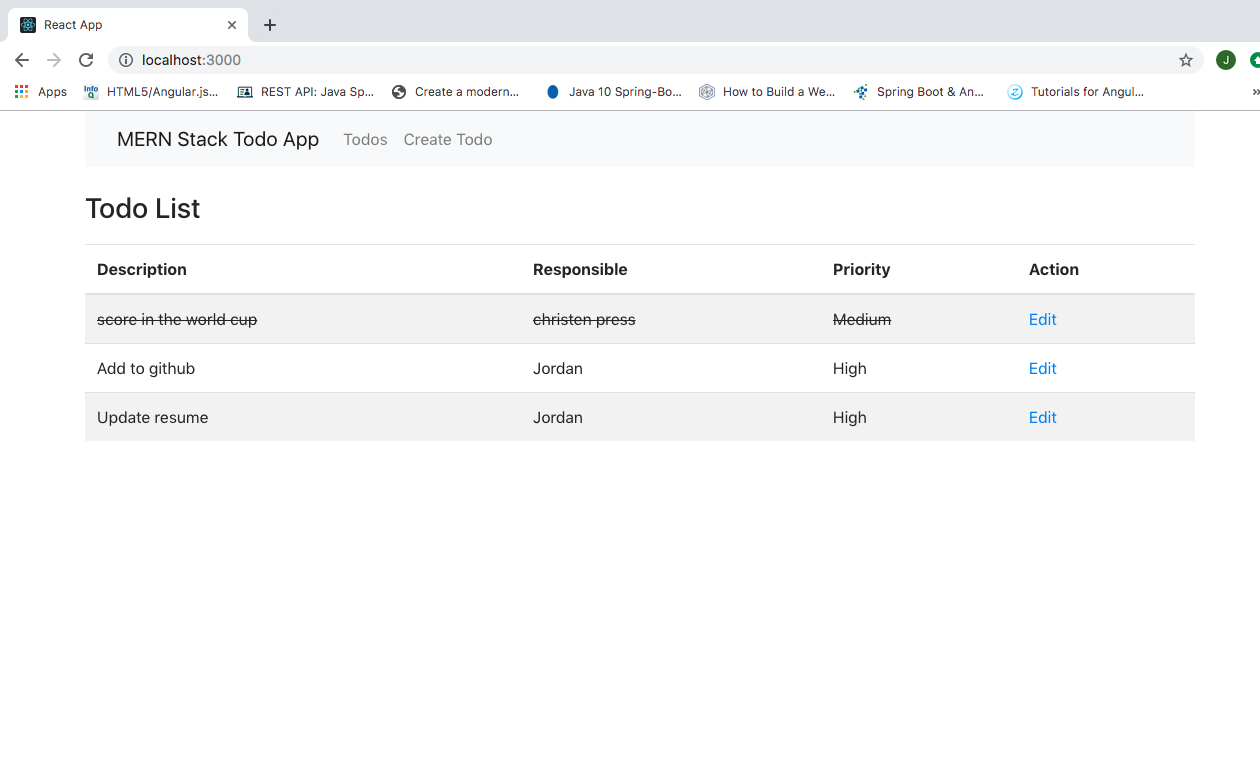 React App
localhost:3000
J
Apps Info Q HTML5/Angular.js... REST API: Java Sp... Create a modern... Java 10 Spring-Bo... How to Build a We... Spring Boot & An... Tutorials for Angul... »
MERN Stack Todo App Todos Create Todo
Todo List
Description Responsible Priority Action
score in the world cup christen press Medium Edit
Add to github Jordan High Edit
Update resume Jordan High Edit